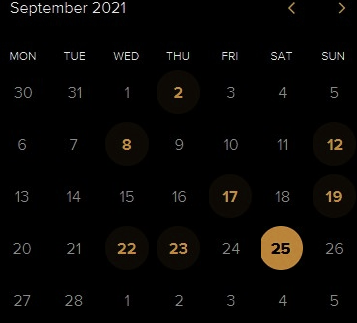 September 2021
MON TUE WED THU FRI SAT SUN
30 31 1 2 3 4 5
6 7 8 9 10 11 12
13 14 15 16 17 18 19
20 21 22 23 24 25 26
27 28 1 2 3 4 5